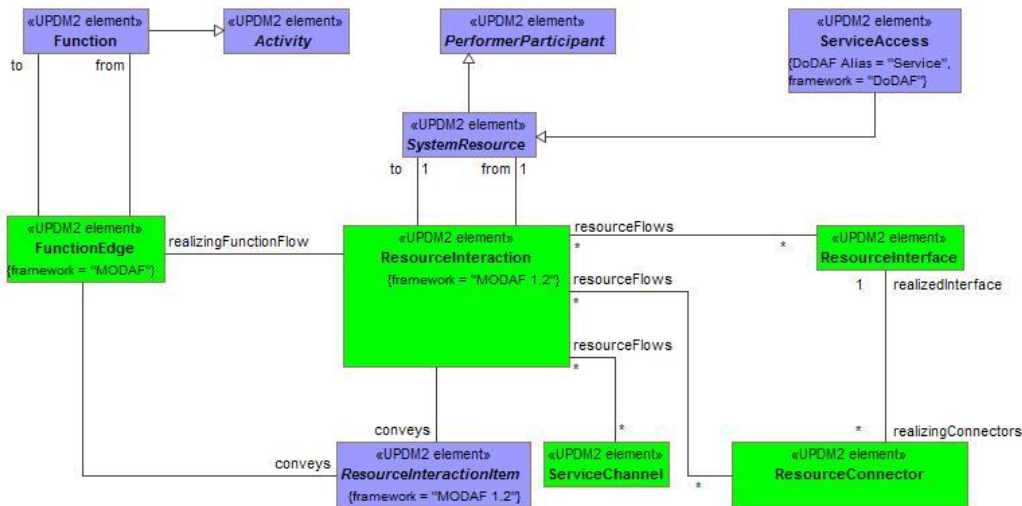 «UPDM2 element»
Function
«UPDM2 element»
Activity
«UPDM2 element»
PerformerParticipant
«UPDM2 element»
ServiceAccess
{DoDAF Alias = "Service",
framework = "DoDAF"}
to
from
«UPDM2 element»
SystemResource
to
1
from
1
«UPDM2 element»
FunctionEdge
{framework = "MODAF"}
realizingFunctionFlow
«UPDM2 element»
ResourceInteraction
{framework = "MODAF 1.2"}
resourceFlows
*
*
«UPDM2 element»
ResourceInterface
resourceFlows
*
1
realizedInterface
resourceFlows
*
conveys
*
*
realizingConnectors
conveys
«UPDM2 element»
ResourceInteractionItem
{framework = "MODAF 1.2"}
«UPDM2 element»
ServiceChannel
*
«UPDM2 element»
ResourceConnector